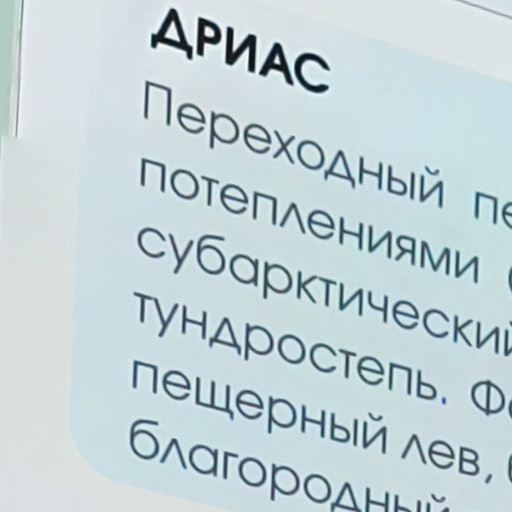 ДРИАС
Переходный
потеплениями
субарктический
тундростепь.
пещерный лев,
благородный